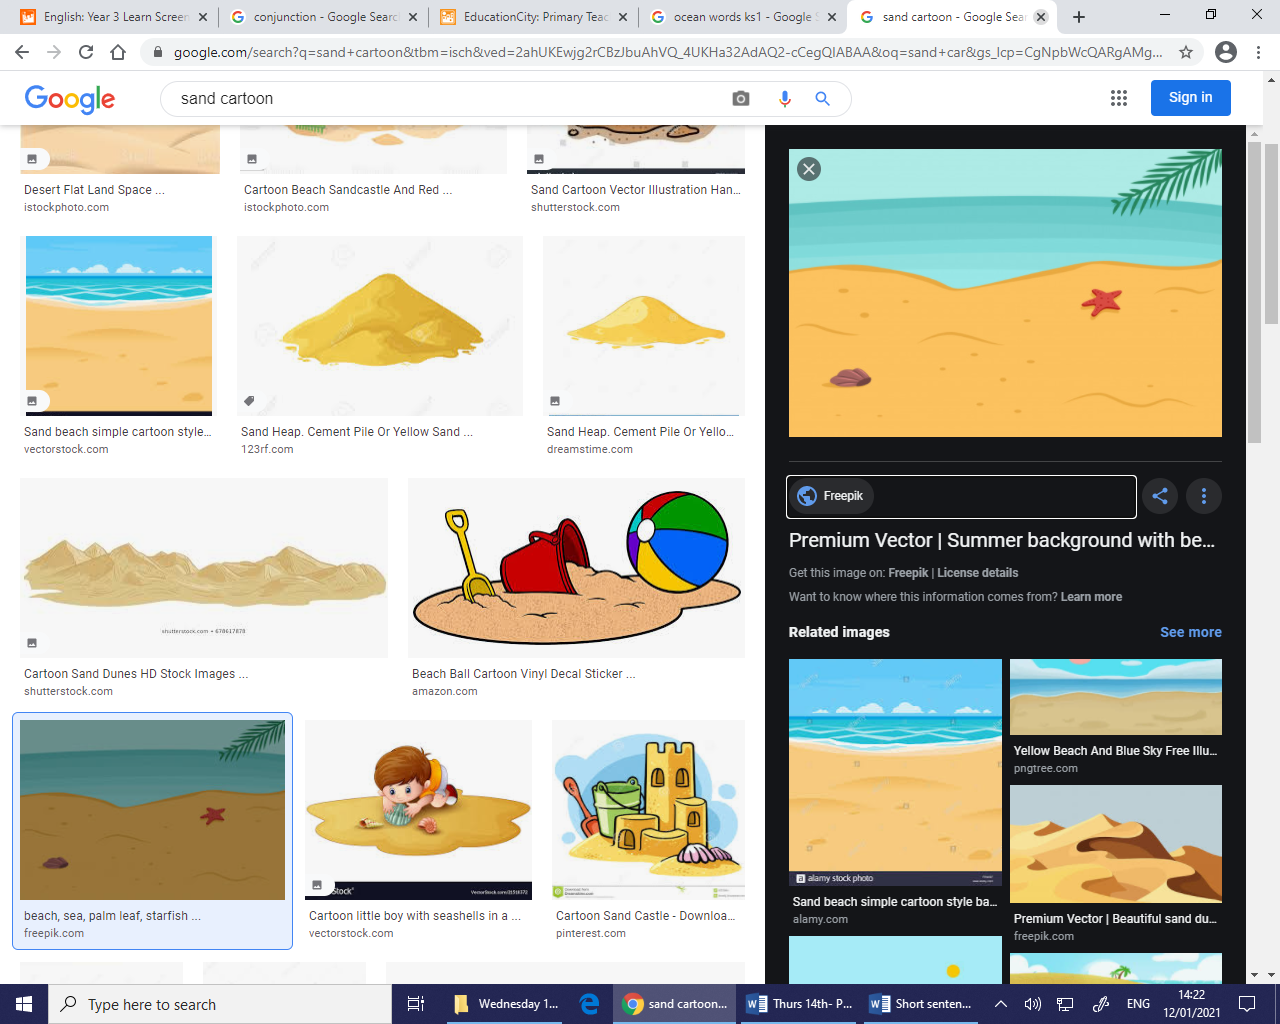 English: Year 3 Learn Screen
conjunction - Google Searc
EducationCity: Primary Teac
ocean words ks1 - Google S
sand cartoon - Google Sear
google.com/search?q=sand+cartoon&tbm=isch&ved=2ahUKEwjg2rCBzJbuAhVQ_4UKHa32AdAQ2-cCegQIABAA&oq=sand+car&gs_lcp=CgNpbWcQARgAMg...
Google
sand cartoon
Sign in
Desert Flat Land Space ...
istockphoto.com
Cartoon Beach Sandcastle And Red ...
istockphoto.com
Sand Cartoon Vector Illustration Han...
shutterstock.com
Sand beach simple cartoon style...
vectorstock.com
Sand Heap. Cement Pile Or Yellow Sand ...
123rf.com
Sand Heap. Cement Pile Or Yello...
dreamstime.com
shutterstock.com • 678617878
Cartoon Sand Dunes HD Stock Images ...
shutterstock.com
Beach Ball Cartoon Vinyl Decal Sticker ...
amazon.com
beach, sea, palm leaf, starfish ...
freepik.com
Cartoon little boy with seashells in a ...
vectorstock.com
Cartoon Sand Castle - Downloa...
pinterest.com
Freepik
Premium Vector | Summer background with be...
Get this image on: Freepik | License details
Want to know where this information comes from? Learn more
Related images
See more
alamy stock photo
Sand beach simple cartoon style ba...
alamy.com
Yellow Beach And Blue Sky Free Illu...
pngtree.com
Premium Vector | Beautiful sand du...
freepik.com
Type here to search
Wednesday 1...
sand cartoon...
Thurs 14th- P...
Short senten...
ENG
14:22
12/01/2021